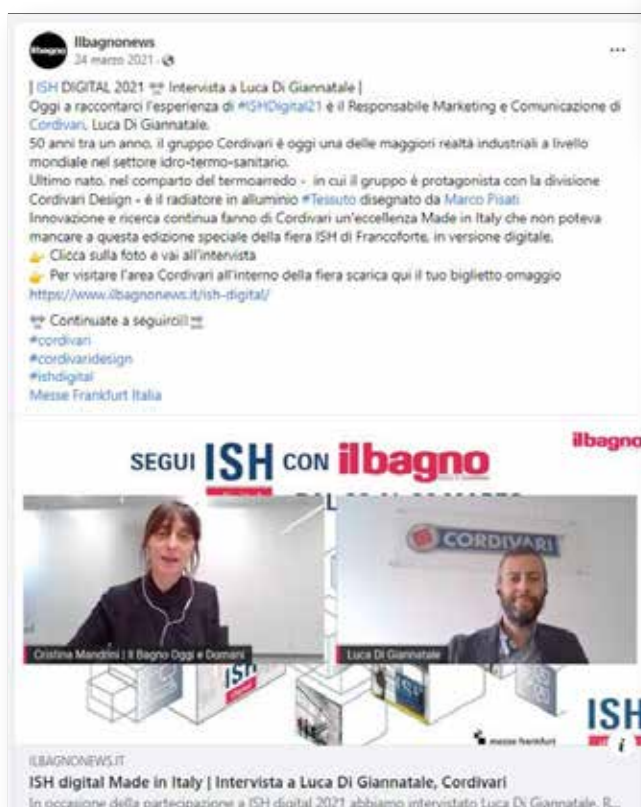 Ilbagnonews
24 marzo 2021 ·
| ISH DIGITAL 2021 Intervista a Luca Di Giannatale |
Oggi a raccontarci l'esperienza di #ISHDigital21 è il Responsabile Marketing e Comunicazione di
Cordivari, Luca Di Giannatale.
50 anni tra un anno, il gruppo Cordivari è oggi una delle maggiori realtà industriali a livello
mondiale nel settore idro-termo-sanitario.
Ultimo nato, nel comparto del termoarredo - in cui il gruppo è protagonista con la divisione
Cordivari Design - è il radiatore in alluminio #Tessuto disegnato da Marco Pisati
Innovazione e ricerca continua fanno di Cordivari un'eccellenza Made in Italy che non poteva
mancare a questa edizione speciale della fiera ISH di Francoforte, in versione digitale.
👉 Clicca sulla foto e vai all'intervista
👉 Per visitare l'area Cordivari all'interno della fiera scarica qui il tuo biglietto omaggio
https://www.ilbagnonews.it/ish-digital/
Continuate a seguirci!!
#cordivari
#cordivaridesign
#ishdigital
Messe Frankfurt Italia
ilbagno
SEGUI ISH CON ilbagno
CORDIVARI
Cristina Mandrini | Il Bagno Oggi e Domani
Luca Di Giannatale
ISH
ISH
messe frankfurt
ILBAGNONEWS.IT
ISH digital Made in Italy | Intervista a Luca Di Giannatale, Cordivari
In occasione della partecipazione a ISH digital 2021 abbiamo intervistato Luca Di Giannatale, R...